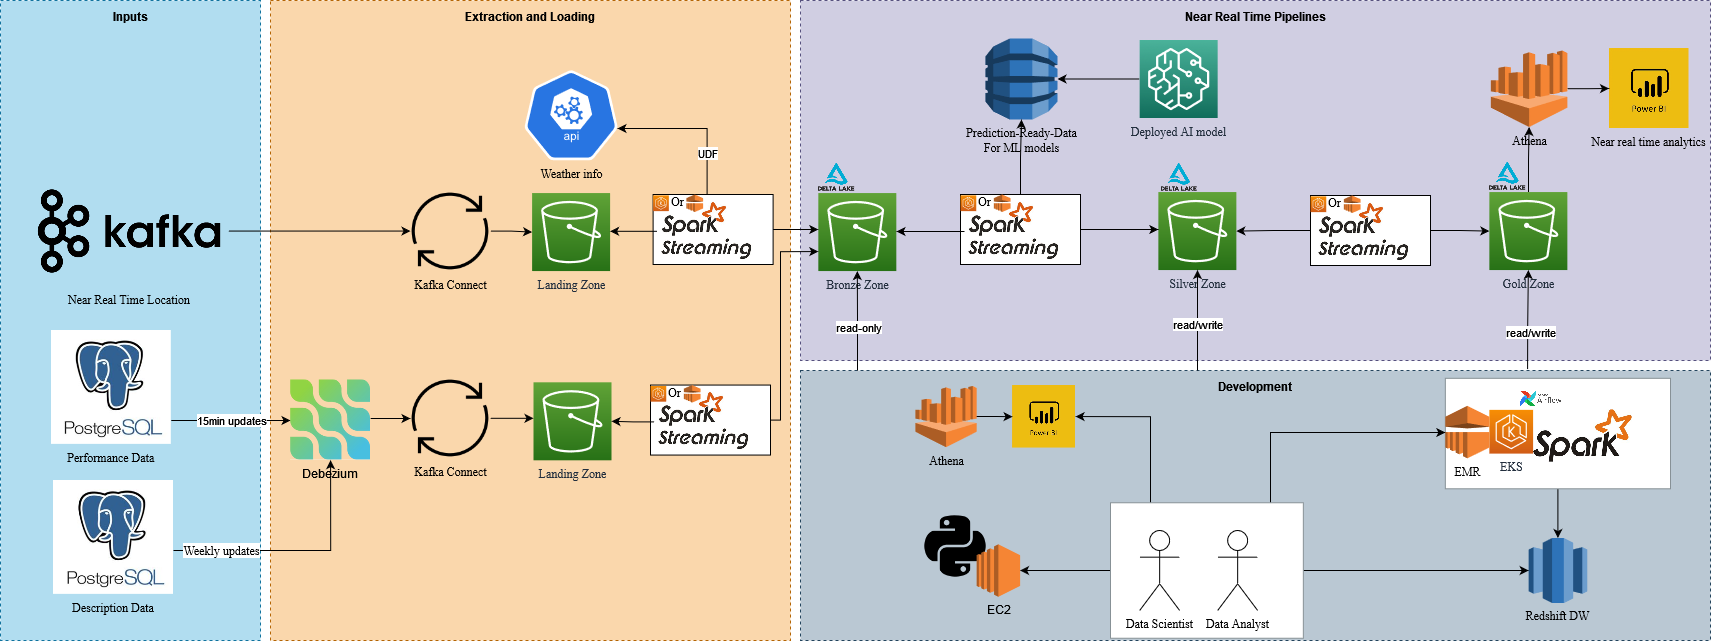 Inputs
Extraction and Loading
Near Real Time Pipelines
kafka
Near Real Time Location
PostgreSQL
Performance Data
PostgreSQL
Description Data
15min updates
Weekly updates
Debezium
api
Weather info
UDF
Kafka Connect
Landing Zone
Or
Spark
Streaming
Kafka Connect
Landing Zone
Or
Spark
Streaming
Prediction-Ready-Data
For ML models
Deployed AI model
Athena
Power BI
Near real time analytics
DELTA LAKE
Bronze Zone
Or
Spark
Streaming
DELTA LAKE
Silver Zone
Or
Spark
Streaming
DELTA LAKE
Gold Zone
read-only
read/write
read/write
Development
Athena
Power BI
EC2
Data Scientist
Data Analyst
Airflow
EMR
EKS
Spark
Redshift DW